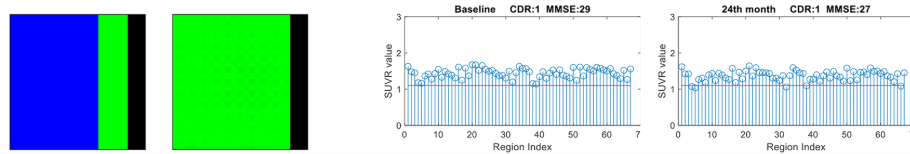 Baseline CDR:1 MMSE:29
3
2
1
0
SUVR value
0 10 20 30 40 50 60 7
Region Index
24th month CDR:1 MMSE:27
3
2
1
0
SUVR value
0 10 20 30 40 50 60
Region Index